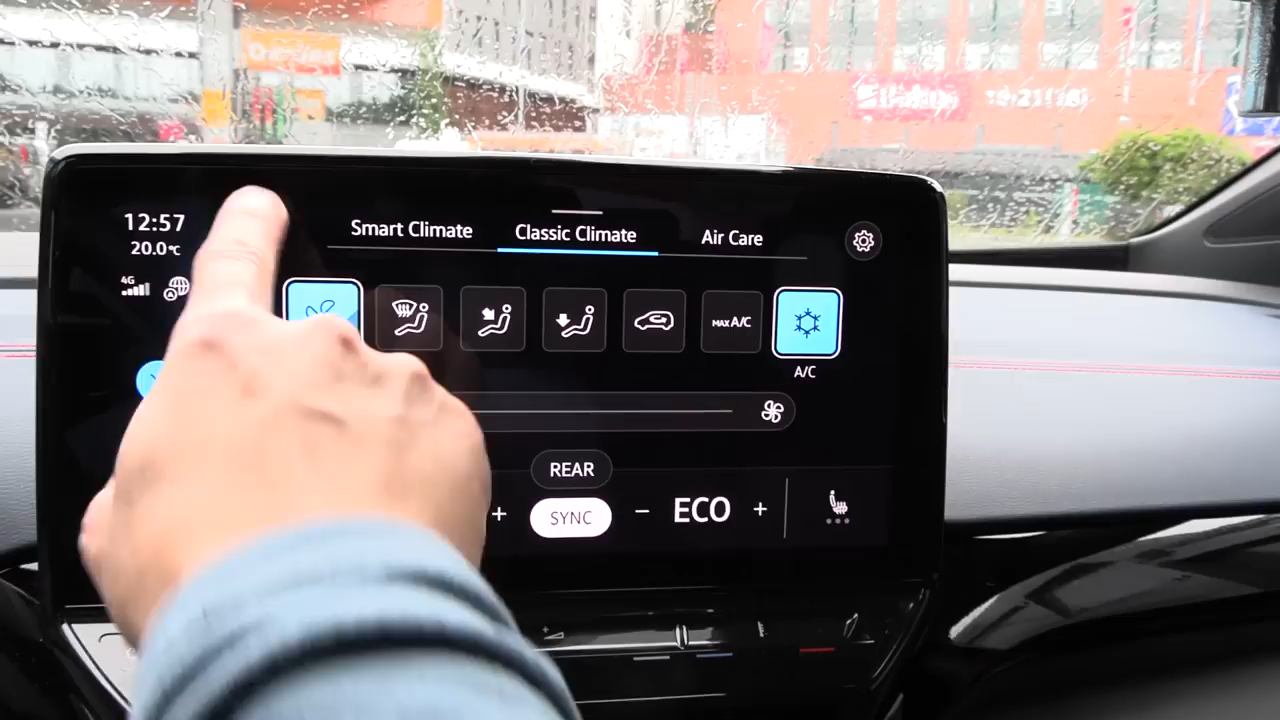 12:57
20.0°C
4G
Smart Climate
Classic Climate
Air Care
MAX A/C
A/C
REAR
+
SYNC
− ECO +